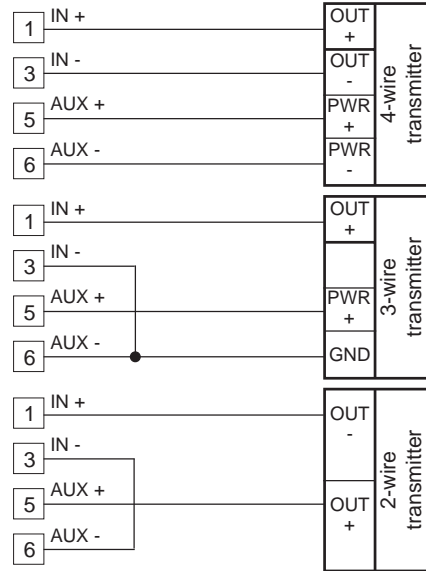 1 IN + OUT
+
3 IN - OUT
-
5 AUX + PWR
+
6 AUX - PWR
-
4-wire
transmitter
1 IN + OUT
+
3 IN -
5 AUX + PWR
+
6 AUX - GND
3-wire
transmitter
1 IN + OUT
-
3 IN -
5 AUX + OUT
+
6 AUX -
2-wire
transmitter